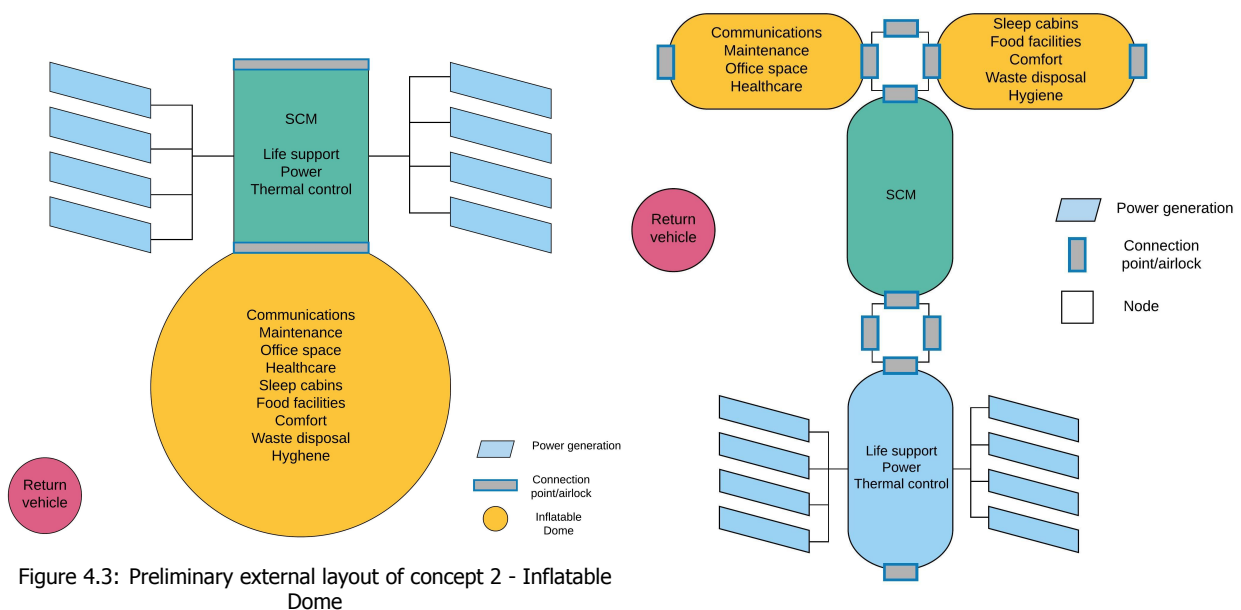 SCM
Life support
Power
Thermal control
Communications
Maintenance
Office space
Healthcare
Sleep cabins
Food facilities
Comfort
Waste disposal
Hyghene
Return
vehicle
Power generation
Connection
point/airlock
Inflatable
Dome
Figure 4.3: Preliminary external layout of concept 2 - Inflatable
Dome
Communications
Maintenance
Office space
Healthcare
Sleep cabins
Food facilities
Comfort
Waste disposal
Hygiene
SCM
Return
vehicle
Power generation
Connection
point/airlock
Node
Life support
Power
Thermal control